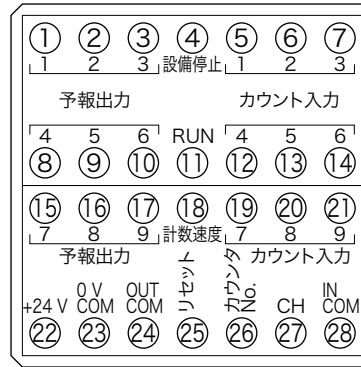 ① ② ③ ④ ⑤ ⑥ ⑦
1 2 3 設備停止 1 2 3
予報出力 カウント入力
4 5 6 RUN 4 5 6
⑧ ⑨ ⑩ ⑪ ⑫ ⑬ ⑭
⑮ ⑯ ⑰ ⑱ ⑲ ⑳ ㉑
7 8 9 計数速度 7 8 9
予報出力 カウント入力
+24 V 0 V COM OUT COM リセット カウンタ No. CH IN COM
㉒ ㉓ ㉔ ㉕ ㉖ ㉗ ㉘